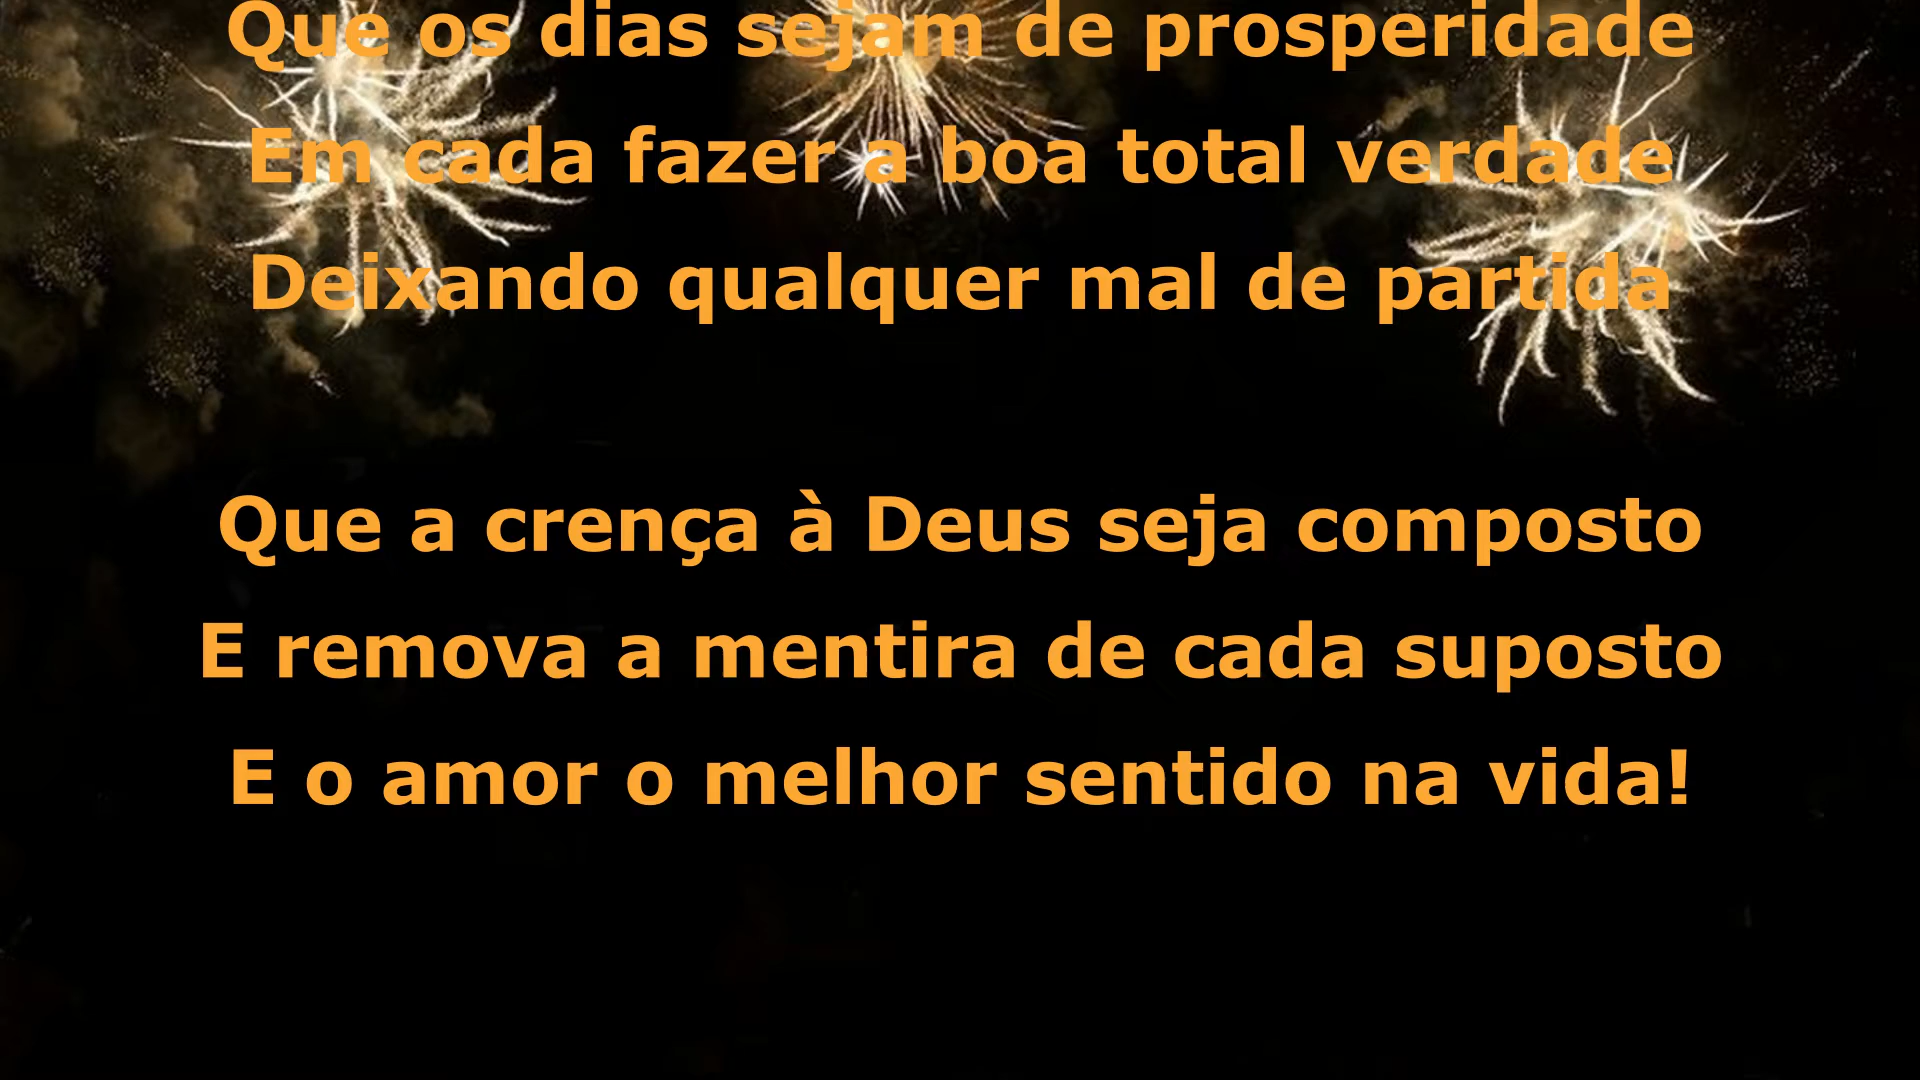 Que os dias sejam de prosperidade
Em cada fazer a boa total verdade
Deixando qualquer mal de partida
Que a crença à Deus seja composto
E remova a mentira de cada suposto
E o amor o melhor sentido na vida!